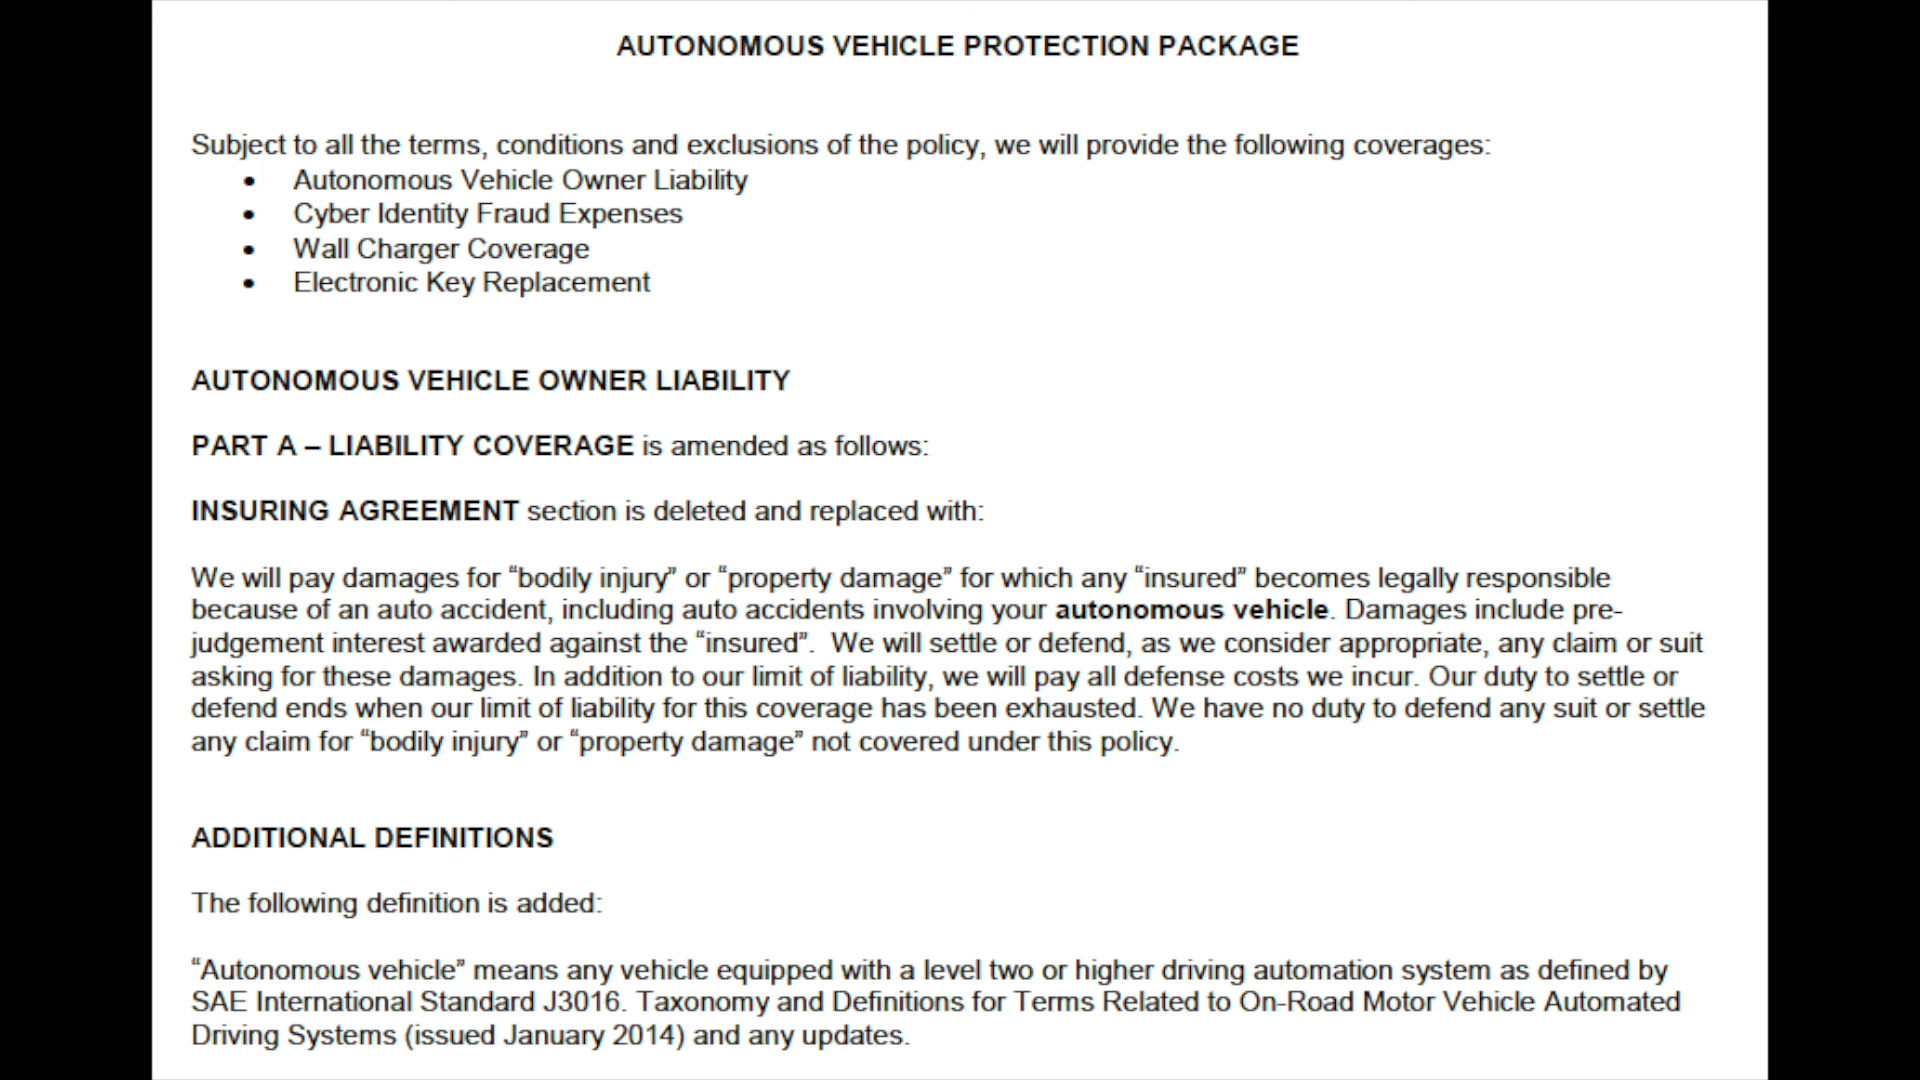 AUTONOMOUS VEHICLE PROTECTION PACKAGE
Subject to all the terms, conditions and exclusions of the policy, we will provide the following coverages:
• Autonomous Vehicle Owner Liability
• Cyber Identity Fraud Expenses
• Wall Charger Coverage
• Electronic Key Replacement
AUTONOMOUS VEHICLE OWNER LIABILITY
PART A – LIABILITY COVERAGE is amended as follows:
INSURING AGREEMENT section is deleted and replaced with:
We will pay damages for “bodily injury” or “property damage” for which any “insured” becomes legally responsible
because of an auto accident, including auto accidents involving your autonomous vehicle. Damages include pre-
judgement interest awarded against the “insured”.  We will settle or defend, as we consider appropriate, any claim or suit
asking for these damages. In addition to our limit of liability, we will pay all defense costs we incur. Our duty to settle or
defend ends when our limit of liability for this coverage has been exhausted. We have no duty to defend any suit or settle
any claim for “bodily injury” or “property damage” not covered under this policy.
ADDITIONAL DEFINITIONS
The following definition is added:
“Autonomous vehicle” means any vehicle equipped with a level two or higher driving automation system as defined by
SAE International Standard J3016. Taxonomy and Definitions for Terms Related to On-Road Motor Vehicle Automated
Driving Systems (issued January 2014) and any updates.